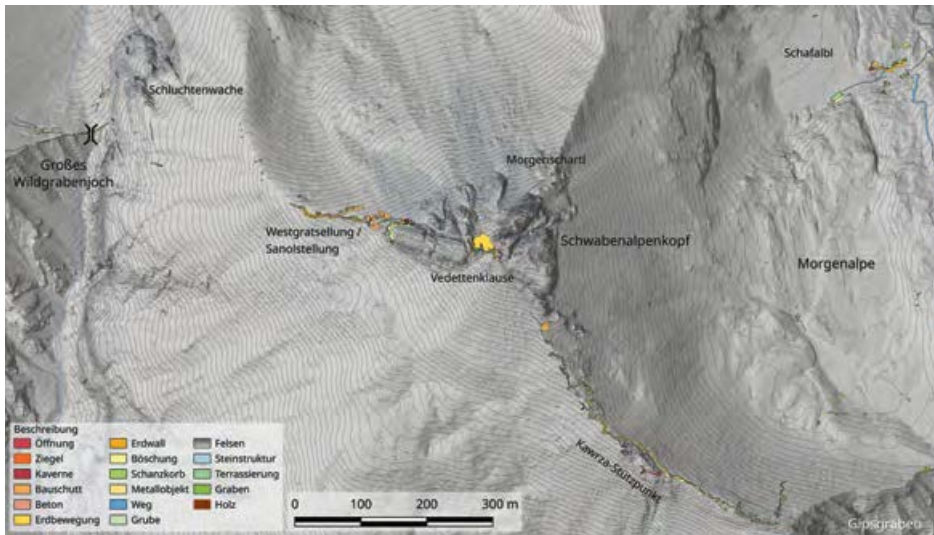 Schafalbl
Schluchtenwache
Großes
Wildgrabenjoch
Morgenschartl
Westgratsellung /
Sanolstellung
Schwabenalpenkopf
Vedettenklause
Morgenalpe
Kawrza-Stützpunkt
Beschreibung
Öffnung
Ziegel
Kaverne
Bauschutt
Beton
Erdbewegung
Erdwall
Böschung
Schanzkorb
Metallobjekt
Weg
Grube
Felsen
Steinstruktur
Terrassierung
Graben
Holz
0 100 200 300 m
Gipsgraben